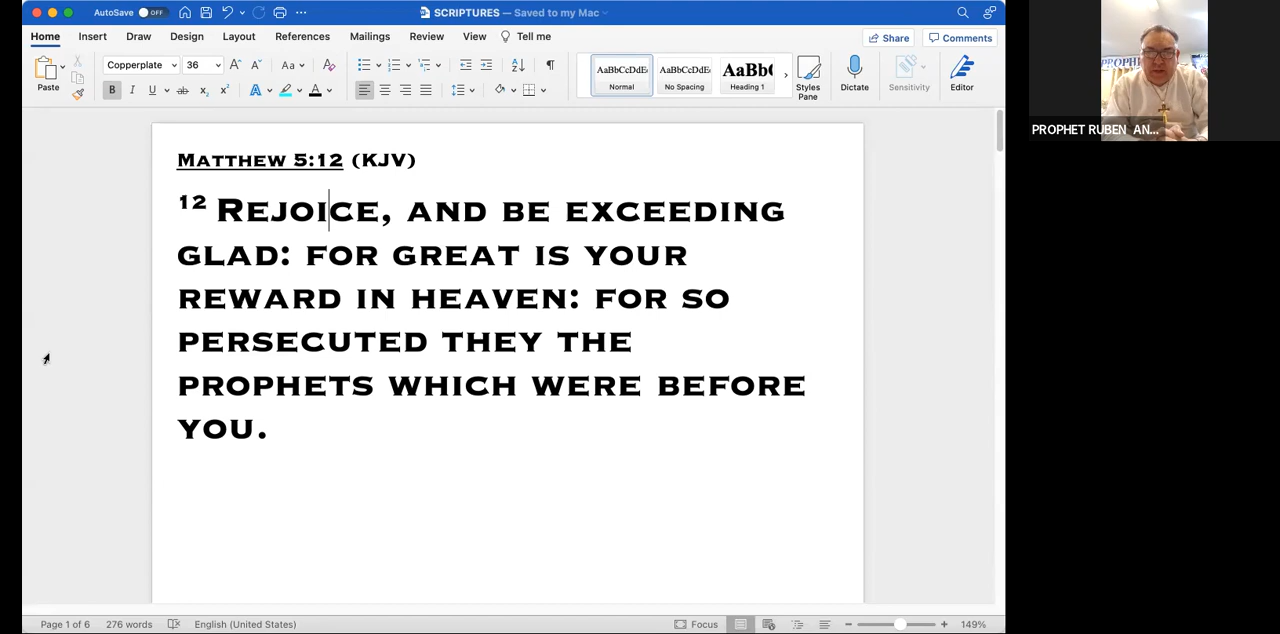 AutoSave OFF
SCRIPTURES — Saved to my Mac
Home Insert Draw Design Layout References Mailings Review View Tell me
Share Comments
Paste
Copperplate 36
AaBbCcDdE AaBbCcDdE AaBb(
Normal No Spacing Heading 1
Styles Pane
Dictate
Sensitivity
Editor
Matthew 5:12 (KJV)
12 Rejoice, and be exceeding
glad: for great is your
reward in heaven: for so
persecuted they the
prophets which were before
you.
PROPHET RUBEN AN...
Page 1 of 6 276 words English (United States)
Focus 149%